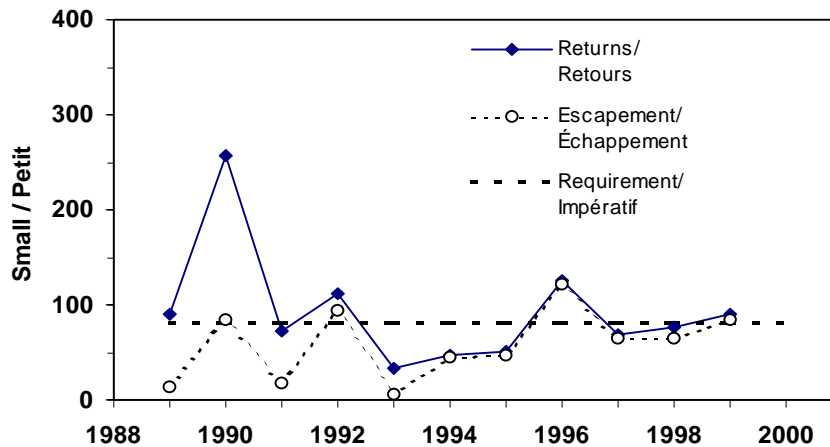 400
300
200
100
0
Small / Petit
Returns/
Retours
Escapement/
Échappement
Requirement/
Impératif
1988 1990 1992 1994 1996 1998 2000